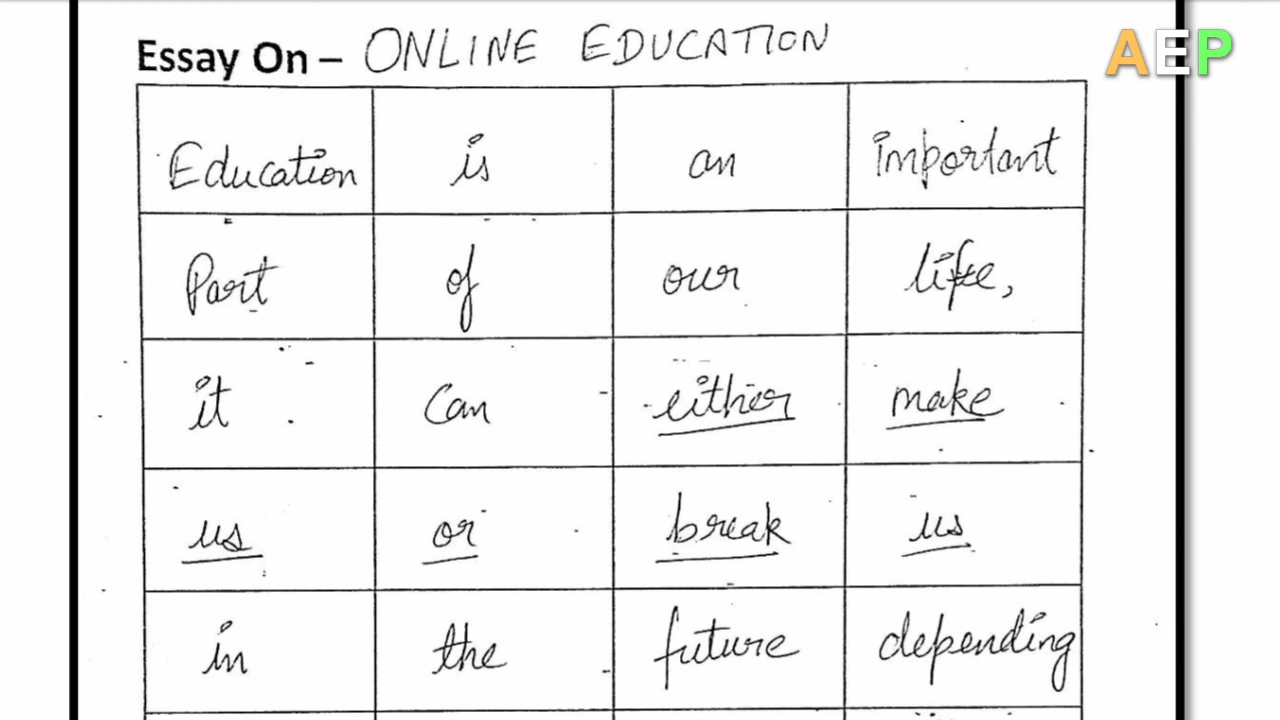 Essay On – ONLINE EDUCATION
AEP
Education is an important
Part of our life,
it can either make
us or break us
in the future depending